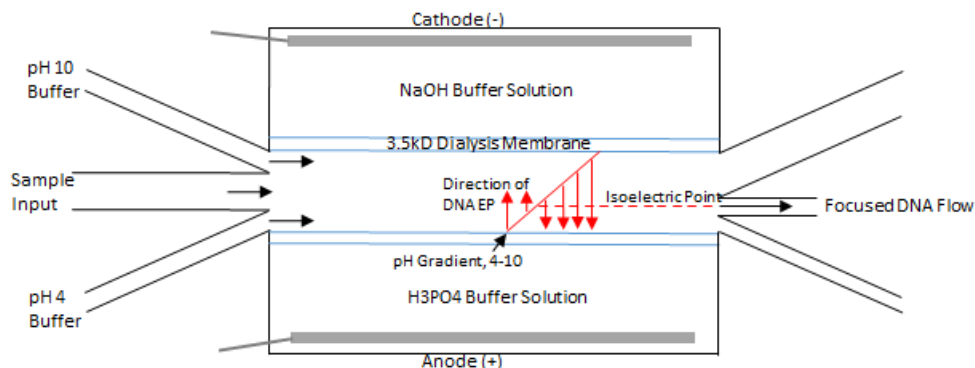 Cathode (-)
pH 10
Buffer
NaOH Buffer Solution
3.5kD Dialysis Membrane
Sample
Input
Direction of
DNA EP
Isoelectric Point
Focused DNA Flow
pH Gradient, 4-10
pH 4
Buffer
H3PO4 Buffer Solution
Anode (+)